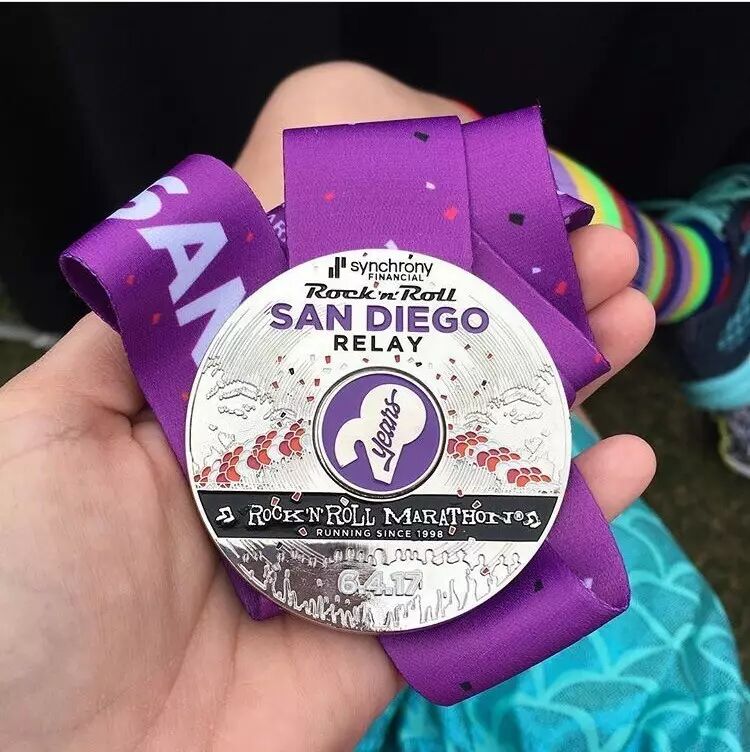 SAN
synchrony
FINANCIAL
Rock 'n' Roll
SAN DIEGO
RELAY
20
years
ROCK'N'ROLL MARATHON®
RUNNING SINCE 1998
6.4.17